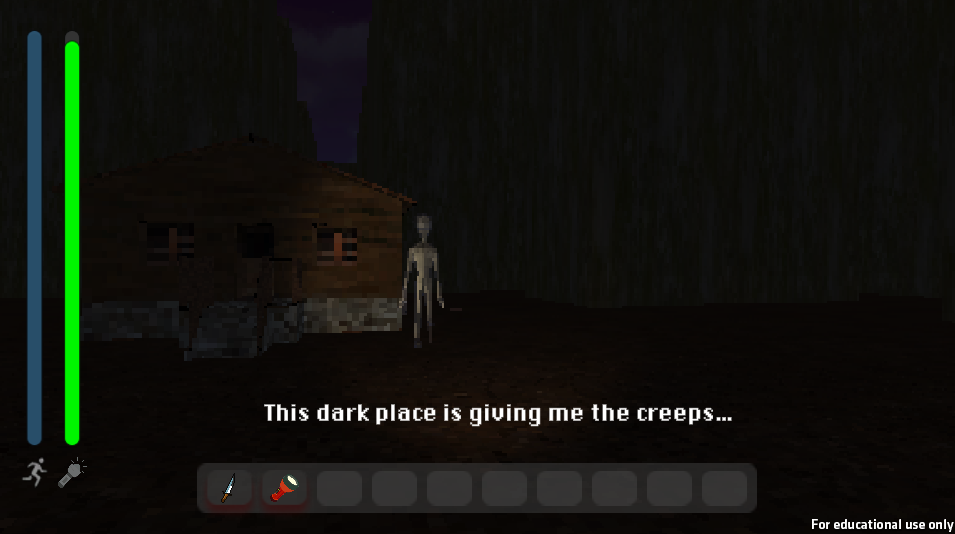 This dark place is giving me the creeps...
For educational use only